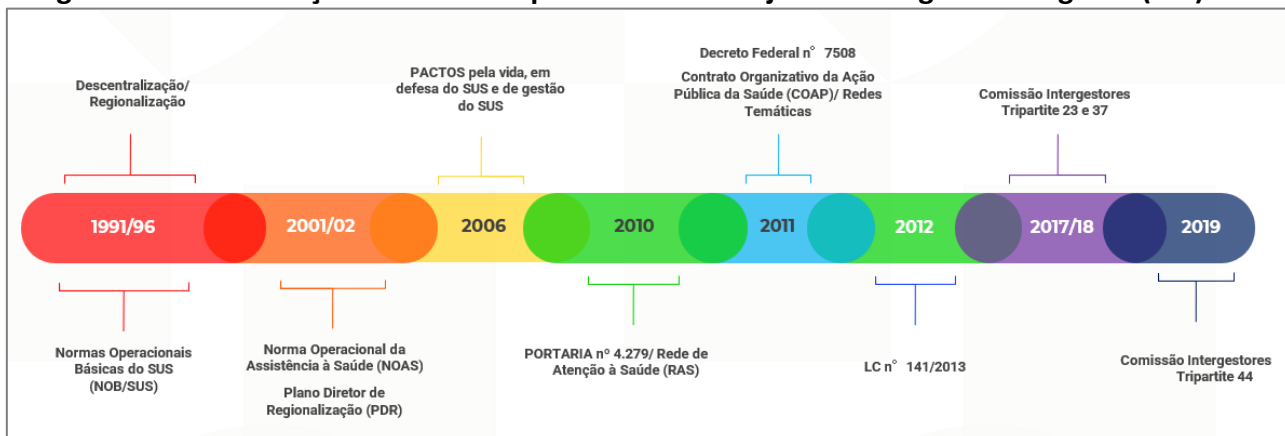 Descentralização/
Regionalização
PACTOS pela vida, em
defesa do SUS e de gestão
do SUS
Decreto Federal n° 7508
Contrato Organizativo da Ação
Pública da Saúde (COAP)/ Redes
Temáticas
Comissão Intergestores
Tripartite 23 e 37
1991/96
2001/02
2006
2010
2011
2012
2017/18
2019
Normas Operacionais
Básicas do SUS
(NOB/SUS)
Norma Operacional da
Assistência à Saúde (NOAS)
Plano Diretor de
Regionalização (PDR)
PORTARIA nº 4.279/ Rede de
Atenção à Saúde (RAS)
LC n° 141/2013
Comissão Intergestores
Tripartite 44